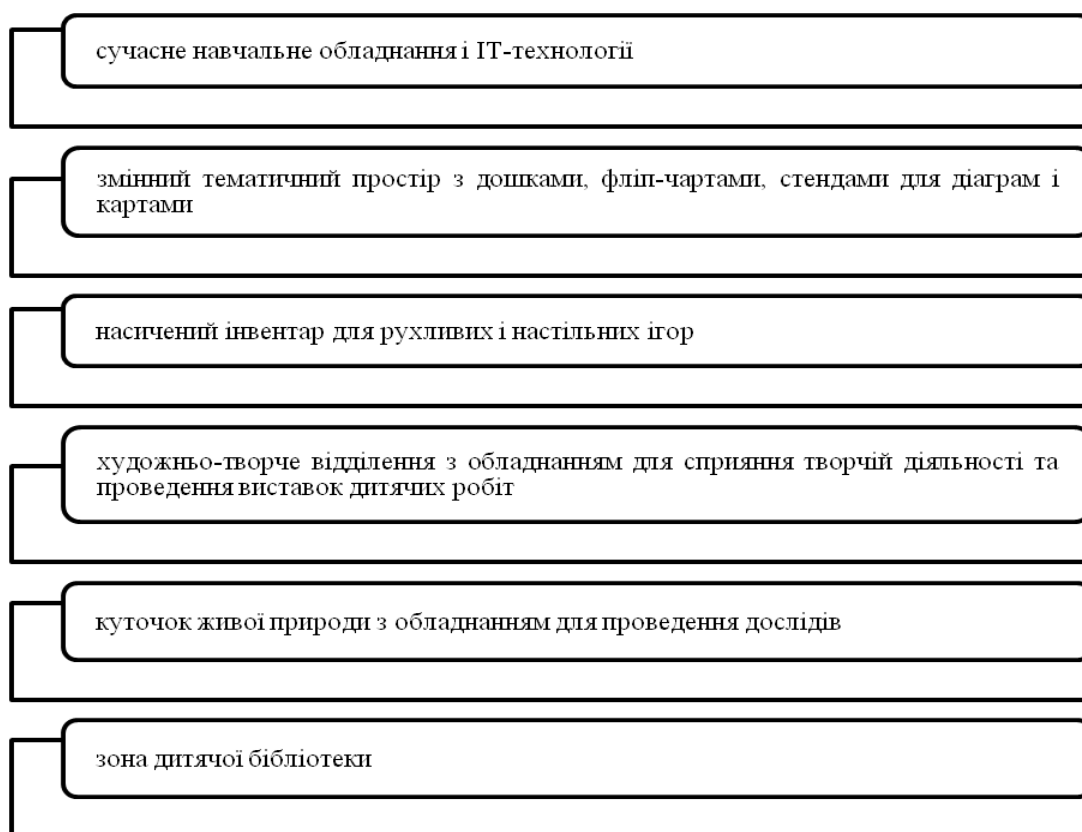 сучасне навчальне обладнання і ІТ-технології
змінний тематичний простір з дошками, фліп-чартами, стендами для діаграм і
картами
насичений інвентар для рухливих і настільних ігор
художньо-творче відділення з обладнанням для сприяння творчій діяльності та
проведення виставок дитячих робіт
куточок живої природи з обладнанням для проведення дослідів
зона дитячої бібліотеки